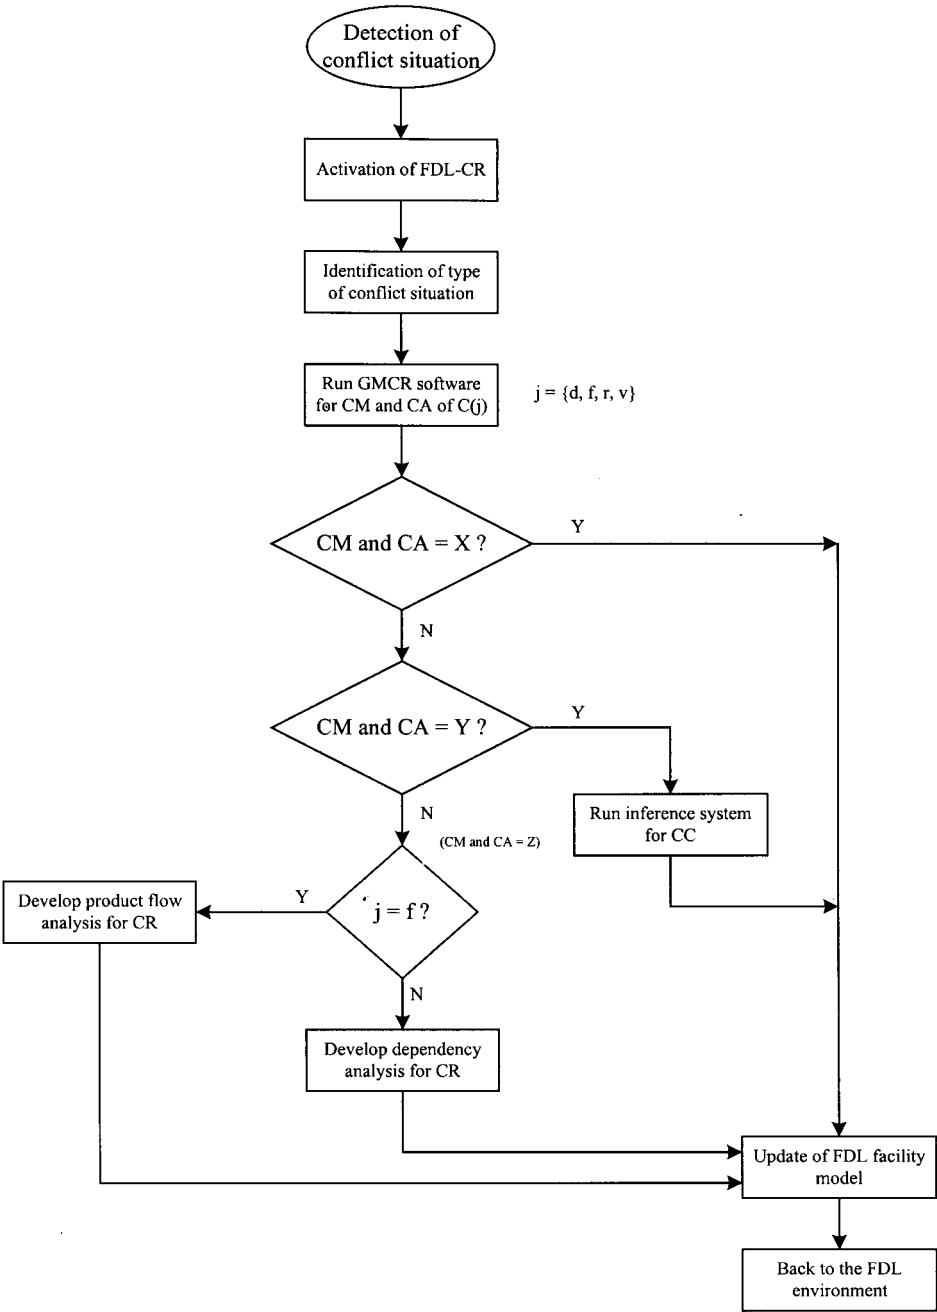 Detection of
conflict situation
Activation of FDL-CR
Identification of type
of conflict situation
Run GMCR software
for CM and CA of C(j)
j = {d, f, r, v}
CM and CA = X ?
Y
N
CM and CA = Y ?
Y
N
(CM and CA = Z)
Run inference system
for CC
j = f ?
Y
Develop product flow
analysis for CR
N
Develop dependency
analysis for CR
Update of FDL facility
model
Back to the FDL
environment